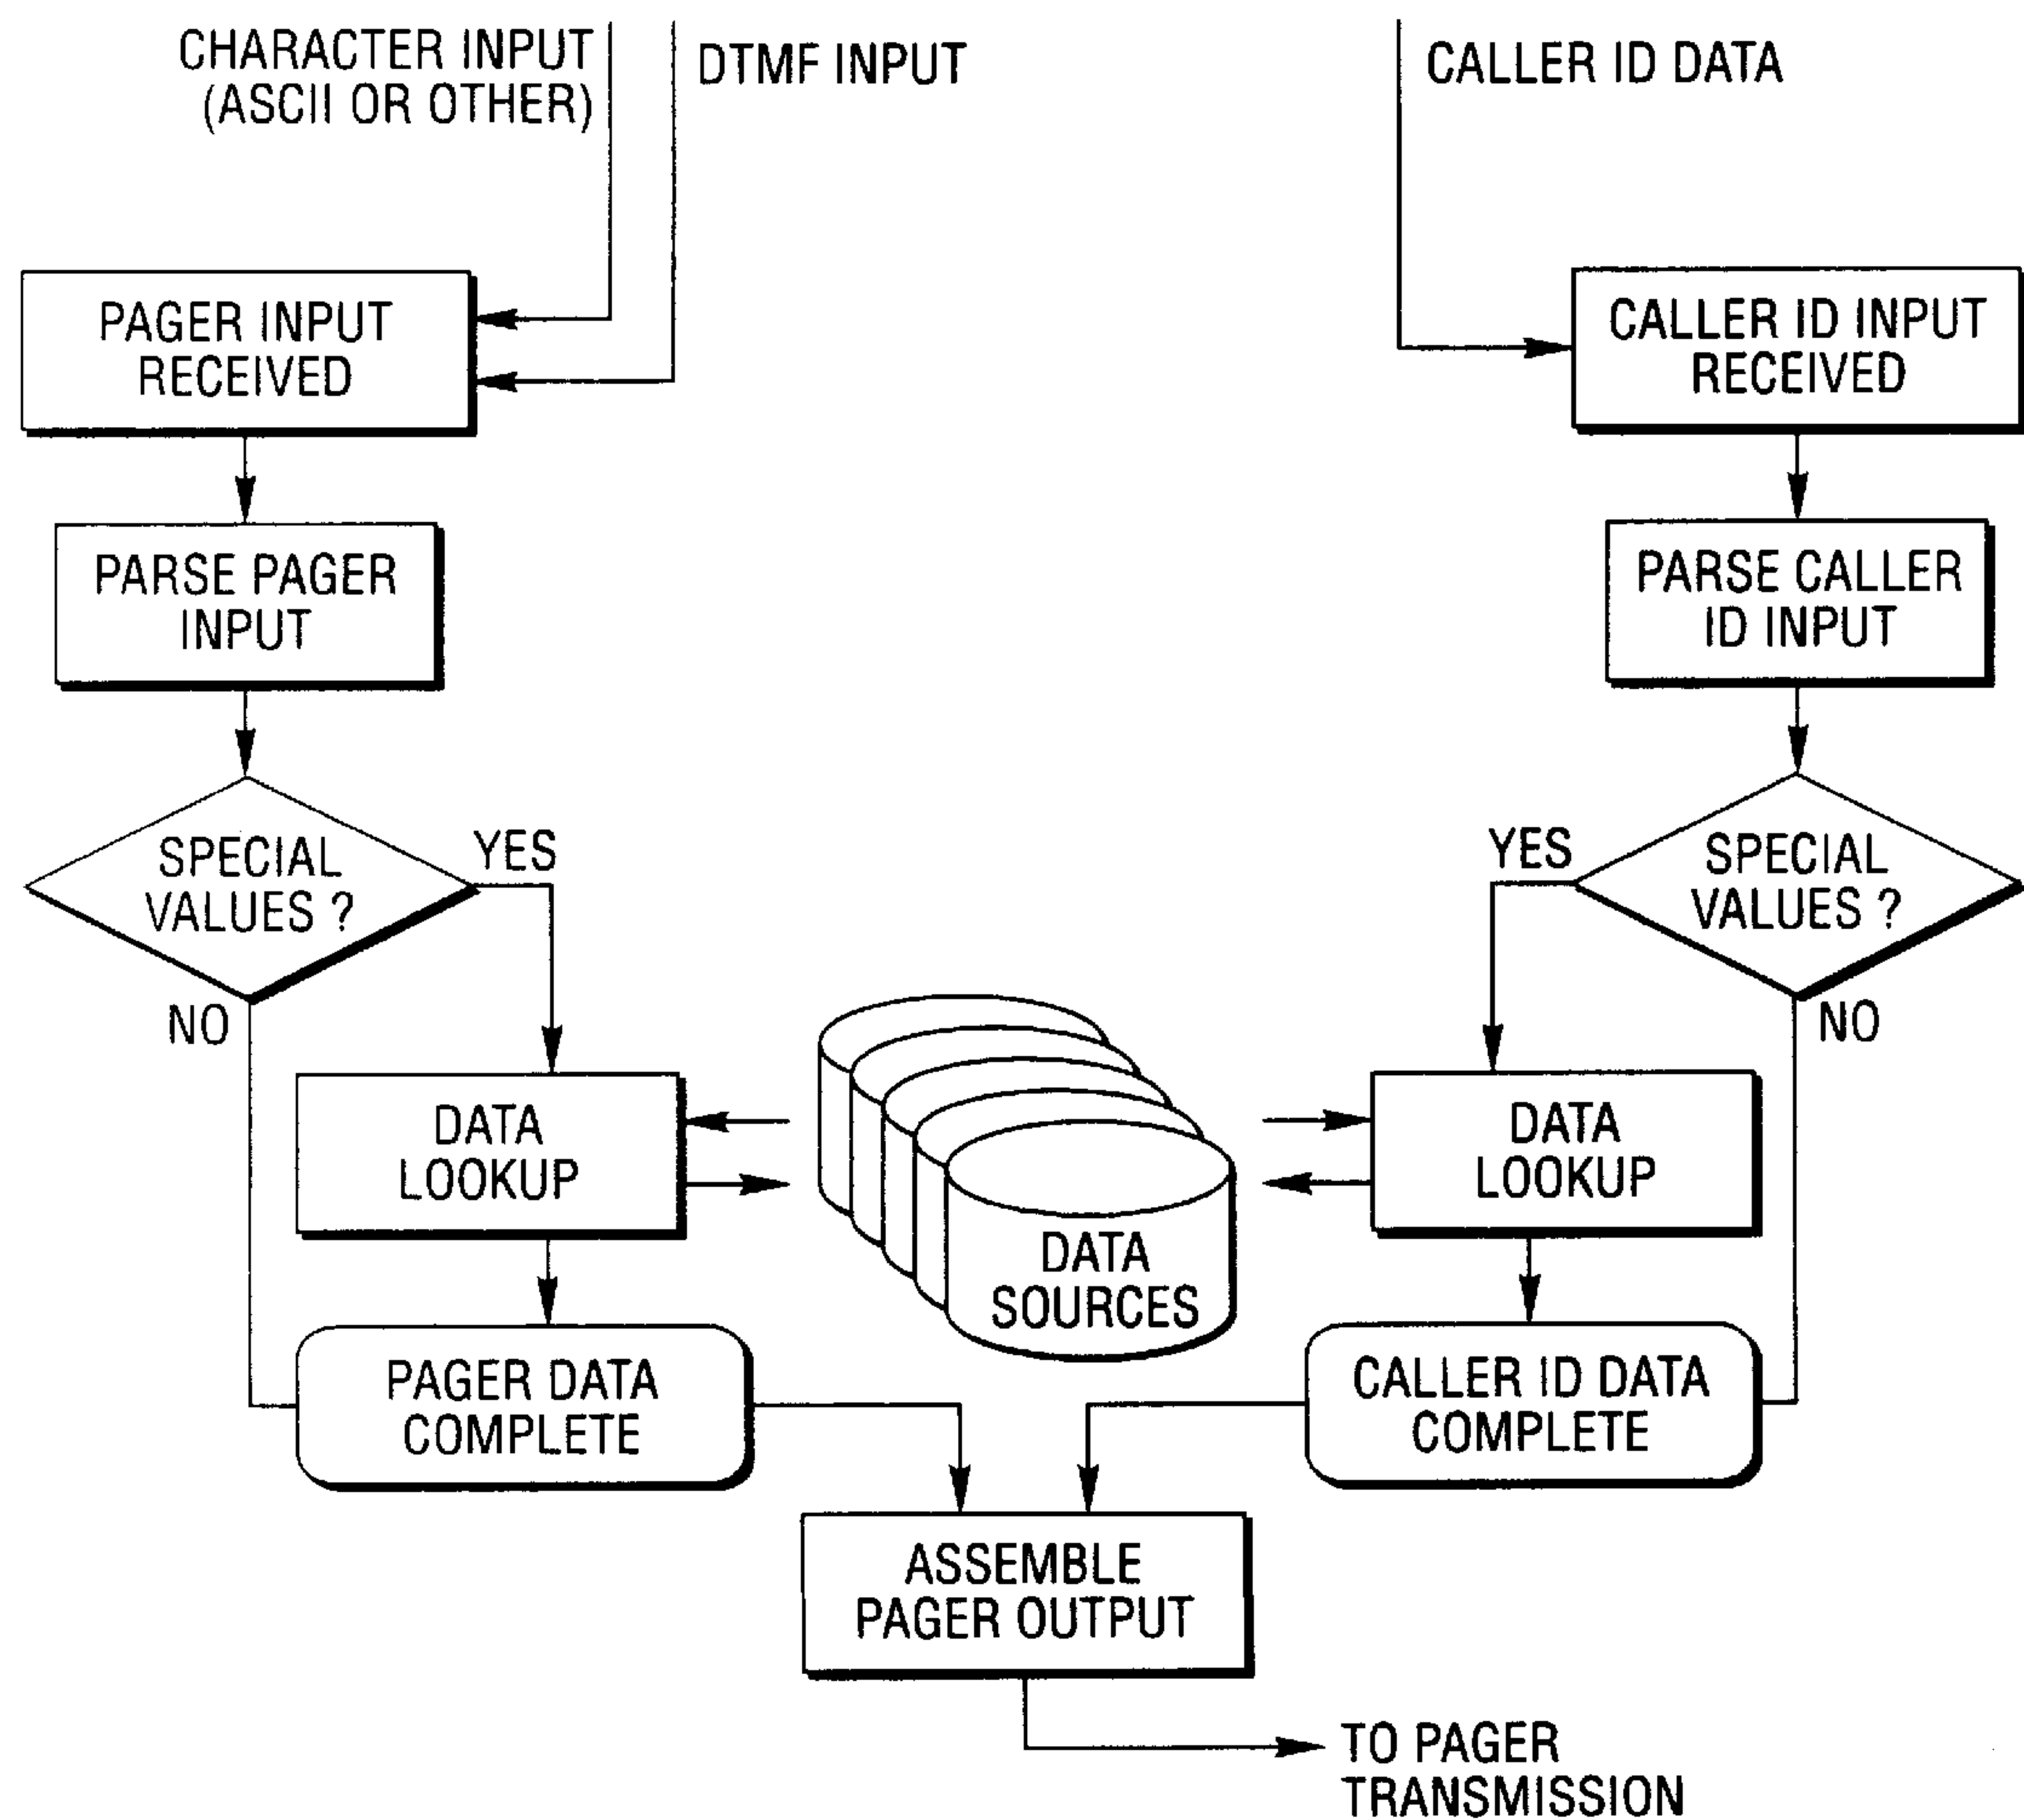 CHARACTER INPUT
(ASCII OR OTHER)
DTMF INPUT
CALLER ID DATA
PAGER INPUT
RECEIVED
CALLER ID INPUT
RECEIVED
PARSE PAGER
INPUT
PARSE CALLER
ID INPUT
SPECIAL
VALUES ?
YES
NO
YES
SPECIAL
VALUES ?
NO
DATA
LOOKUP
DATA
SOURCES
DATA
LOOKUP
PAGER DATA
COMPLETE
CALLER ID DATA
COMPLETE
ASSEMBLE
PAGER OUTPUT
TO PAGER
TRANSMISSION